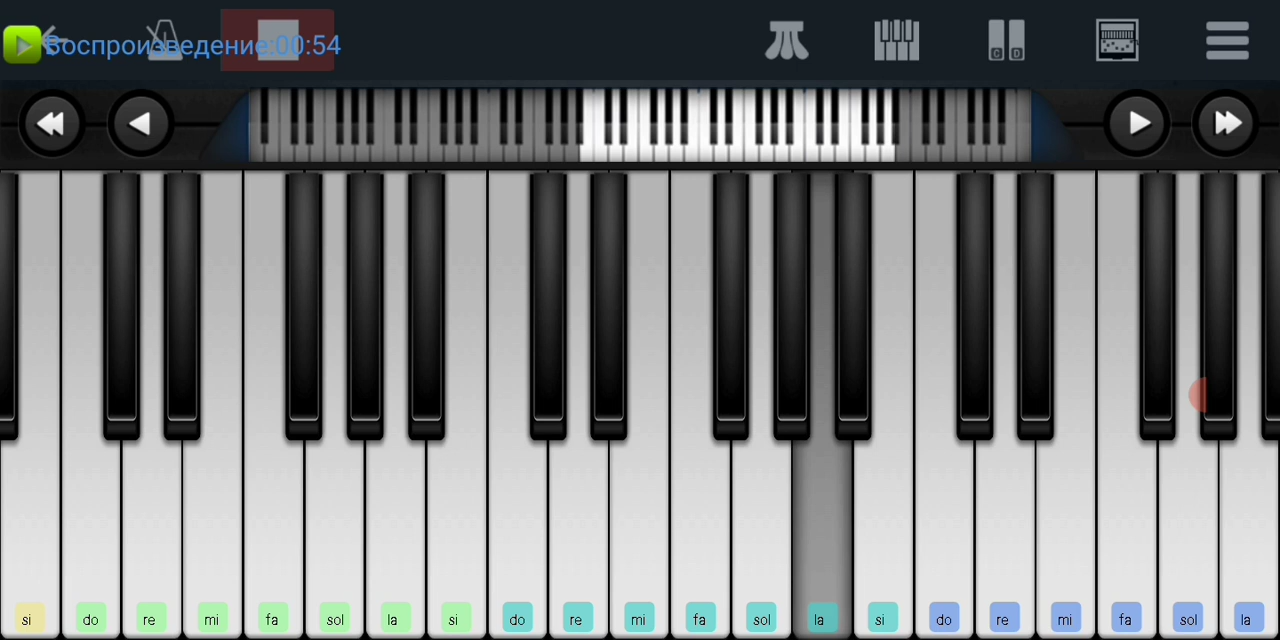 Воспроизведение:00:54
C D
si do re mi fa sol la si do re mi fa sol la si do re mi fa sol la